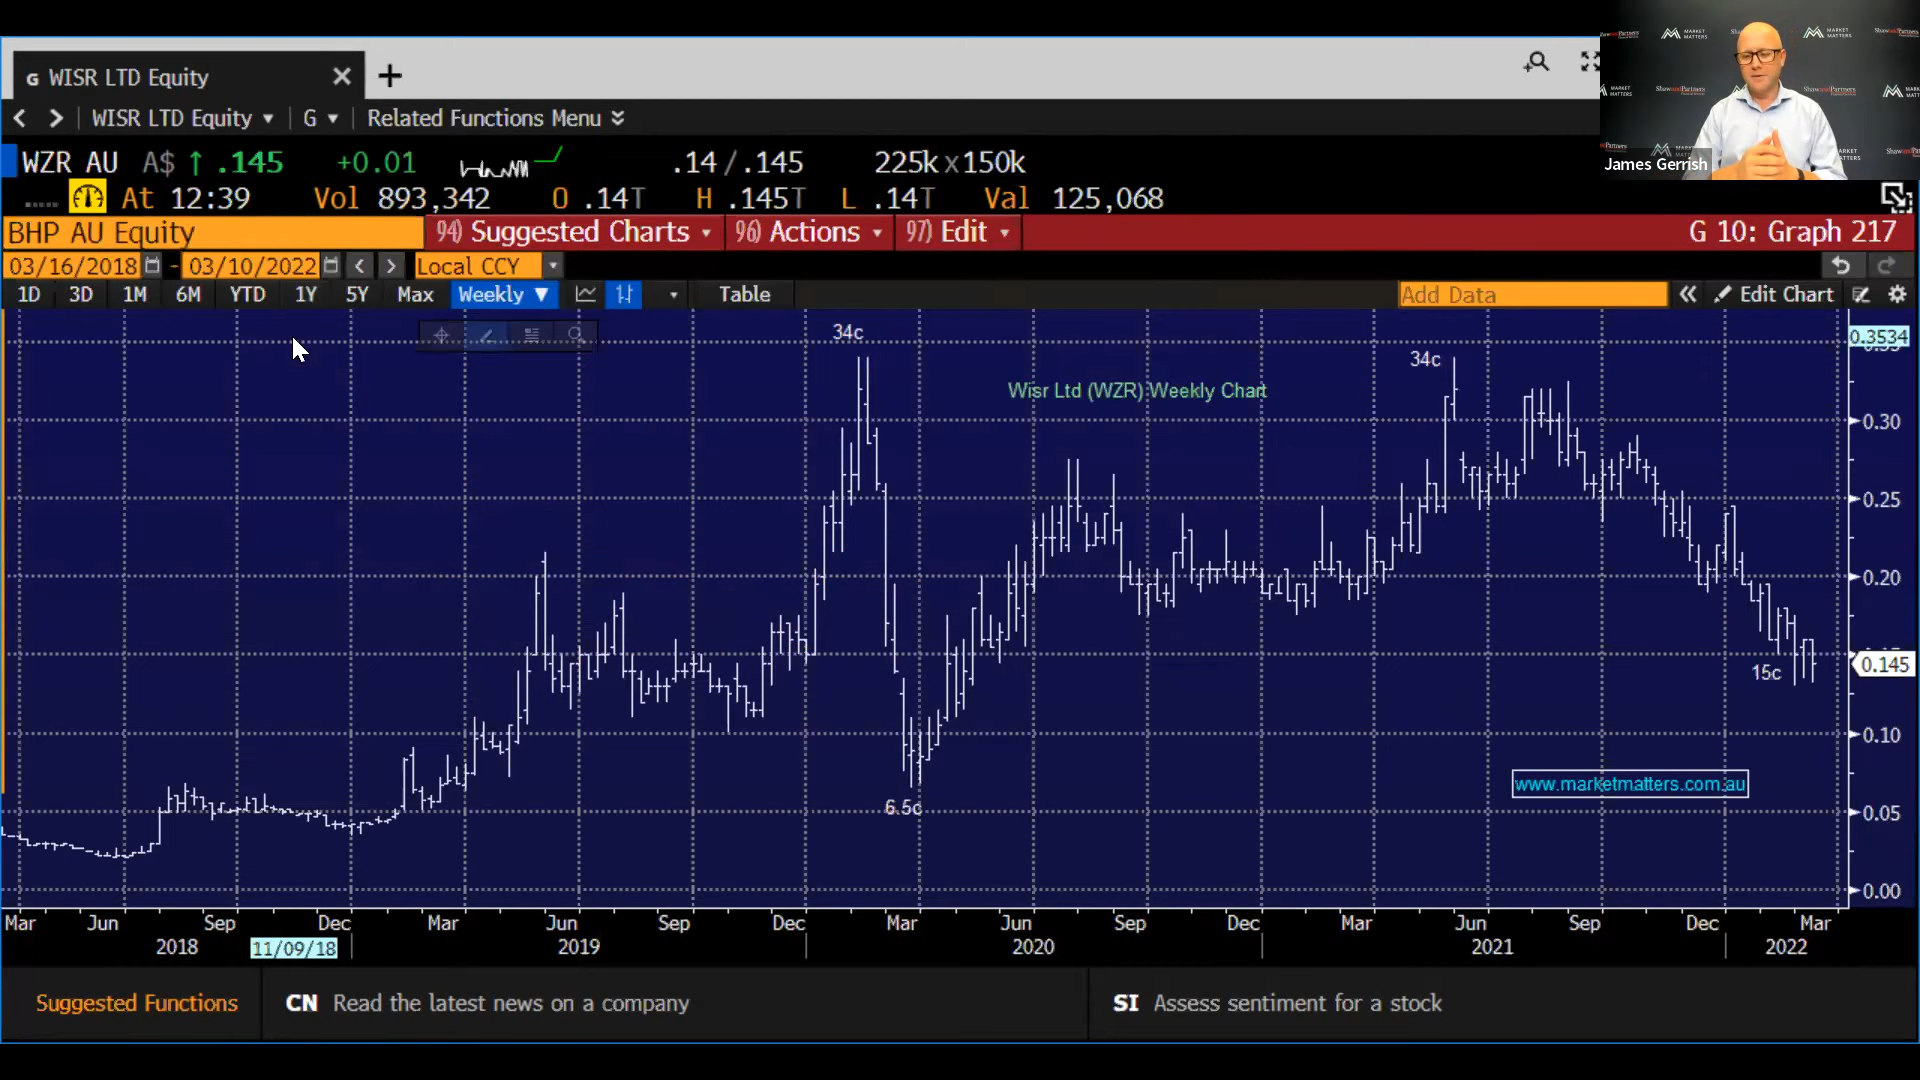 G WISR LTD Equity
WISR LTD Equity G Related Functions Menu
WZR AU A$ ↑ .145 +0.01 .14 / .145 225k x 150k
At 12:39 Vol 893,342 O .14T H .145T L .14T Val 125,068
BHP AU Equity 94) Suggested Charts 96) Actions 97) Edit G 10: Graph 217
03/16/2018 - 03/10/2022 Local CCY
1D 3D 1M 6M YTD 1Y 5Y Max Weekly ▼ Table Add Data « Edit Chart
MARKET MATTERS
MARKET MATTERS
ShawandPartners
ShawandPartners
ShawandPartners
James Gerrish
34c
34c
Wisr Ltd (WZR) Weekly Chart
6.5c
15c
www.marketmatters.com.au
0.3534
0.30
0.25
0.20
0.145
0.10
0.05
0.00
Mar Jun Sep Dec Mar Jun Sep Dec Mar Jun Sep Dec Mar Jun Sep Dec Mar
2018 11/09/18 2019 2020 2021 2022
Suggested Functions CN Read the latest news on a company SI Assess sentiment for a stock